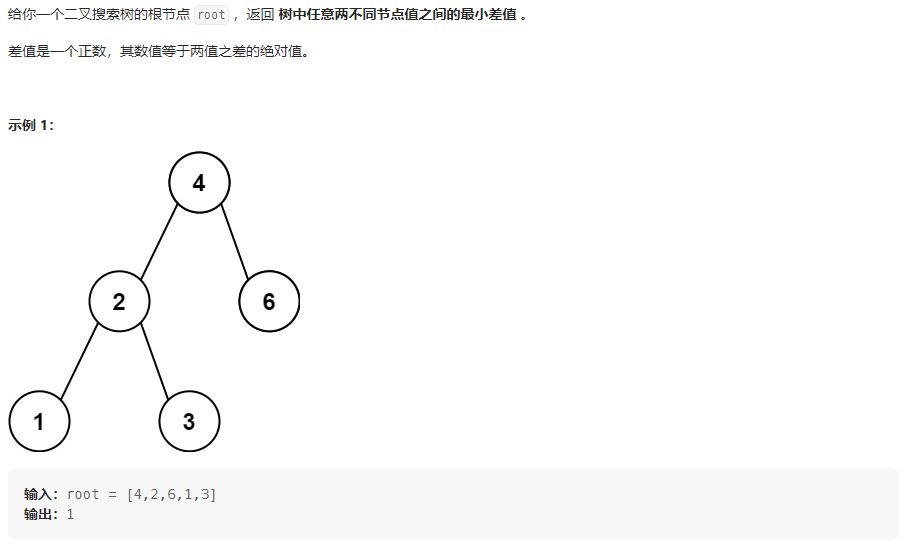 给你一个二叉搜索树的根节点 root ，返回 树中任意两不同节点值之间的最小差值 。
差值是一个正数，其数值等于两值之差的绝对值。
示例 1：
4
2
6
1
3
输入：root = [4,2,6,1,3]
输出：1